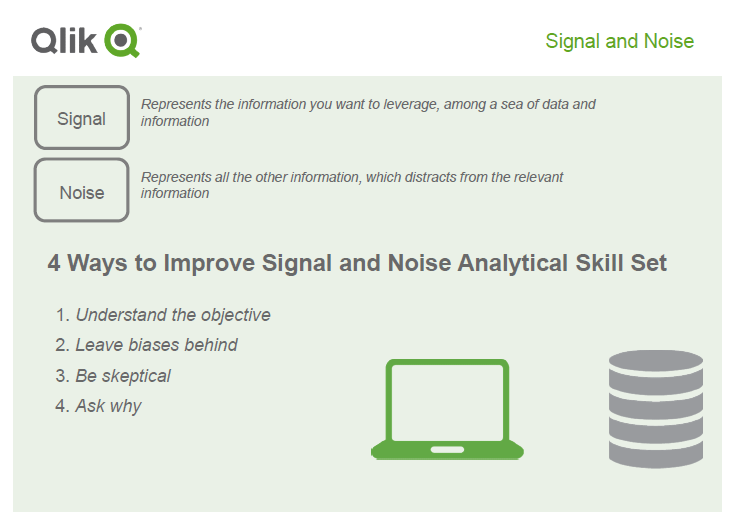 Qlik
Signal and Noise
Signal
Represents the information you want to leverage, among a sea of data and
information
Noise
Represents all the other information, which distracts from the relevant
information
4 Ways to Improve Signal and Noise Analytical Skill Set
1. Understand the objective
2. Leave biases behind
3. Be skeptical
4. Ask why